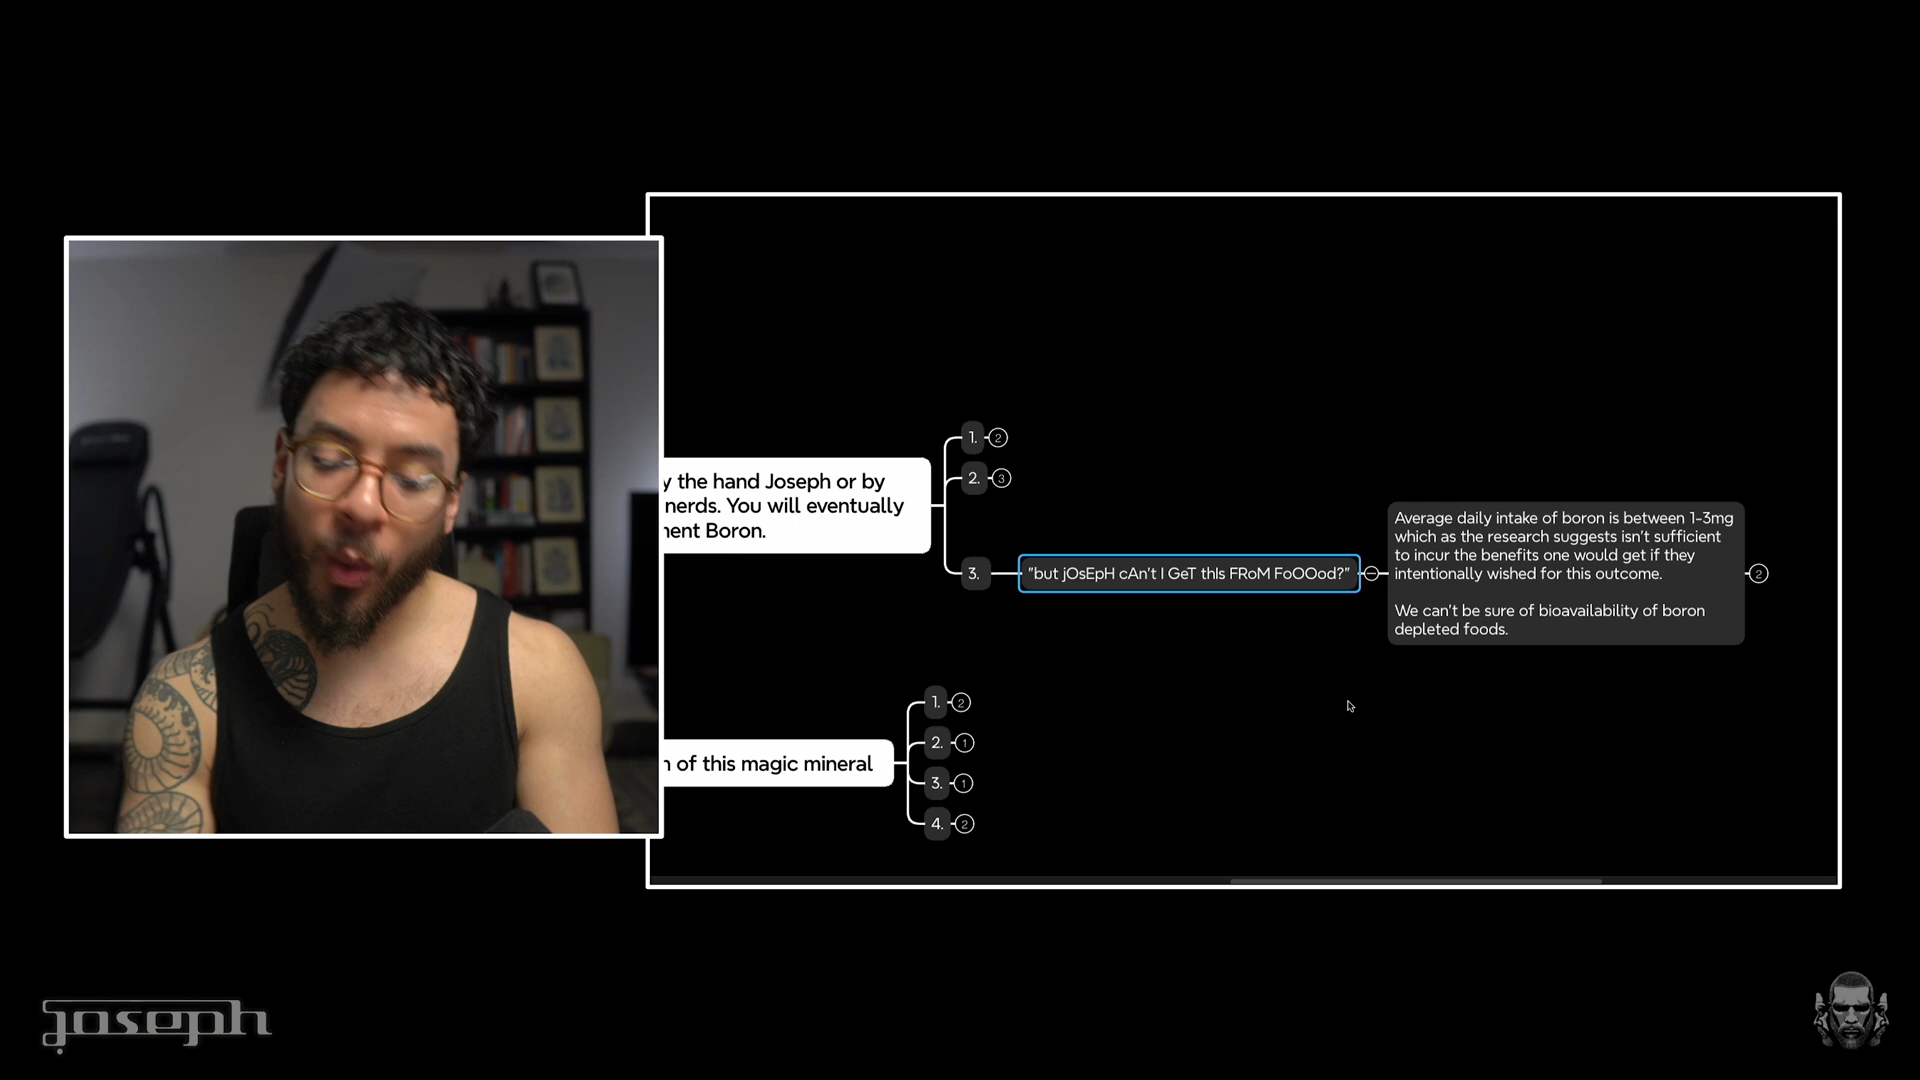 y the hand Joseph or by
nerds. You will eventually
nent Boron.
1. 2
2. 3
3. "but jOsEpH cAn't I GeT thIs FRoM FoOOod?"
Average daily intake of boron is between 1-3mg
which as the research suggests isn't sufficient
to incur the benefits one would get if they
intentionally wished for this outcome.
We can't be sure of bioavailability of boron
depleted foods.
2
n of this magic mineral
1. 2
2. 1
3. 1
4. 2
joseph